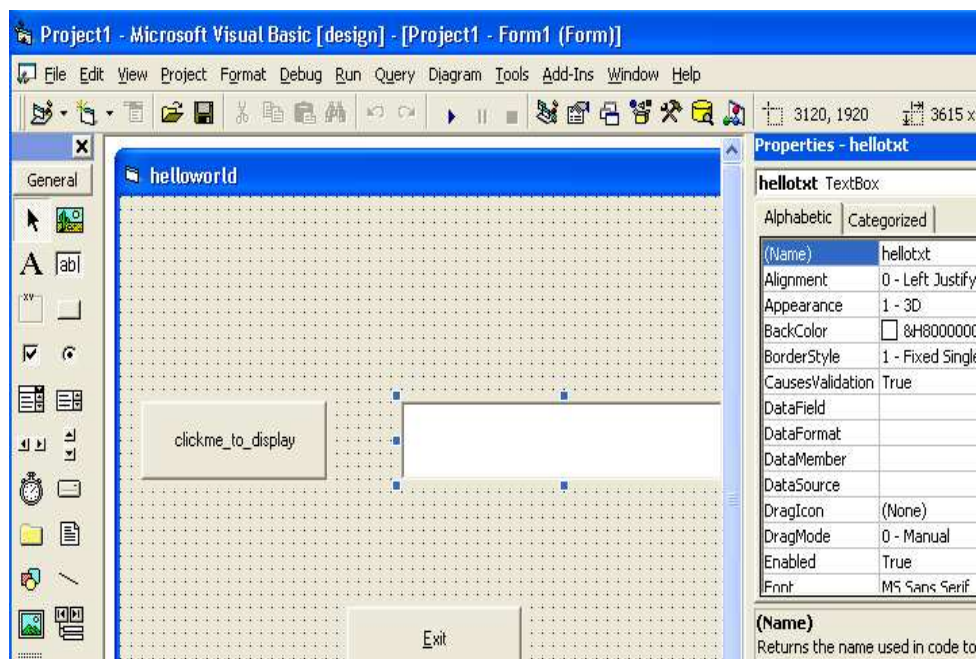 Project1 - Microsoft Visual Basic [design] - [Project1 - Form1 (Form)]
File Edit View Project Format Debug Run Query Diagram Tools Add-Ins Window Help
3120, 1920 3615 x
General
A ab|
xv
helloworld
clickme_to_display
Exit
Properties - hellotxt
hellotxt TextBox
Alphabetic Categorized
(Name) hellotxt
Alignment 0 - Left Justify
Appearance 1 - 3D
BackColor &H8000000
BorderStyle 1 - Fixed Single
CausesValidation True
DataField
DataFormat
DataMember
DataSource
DragIcon (None)
DragMode 0 - Manual
Enabled True
Font MS Sans Serif
(Name)
Returns the name used in code to